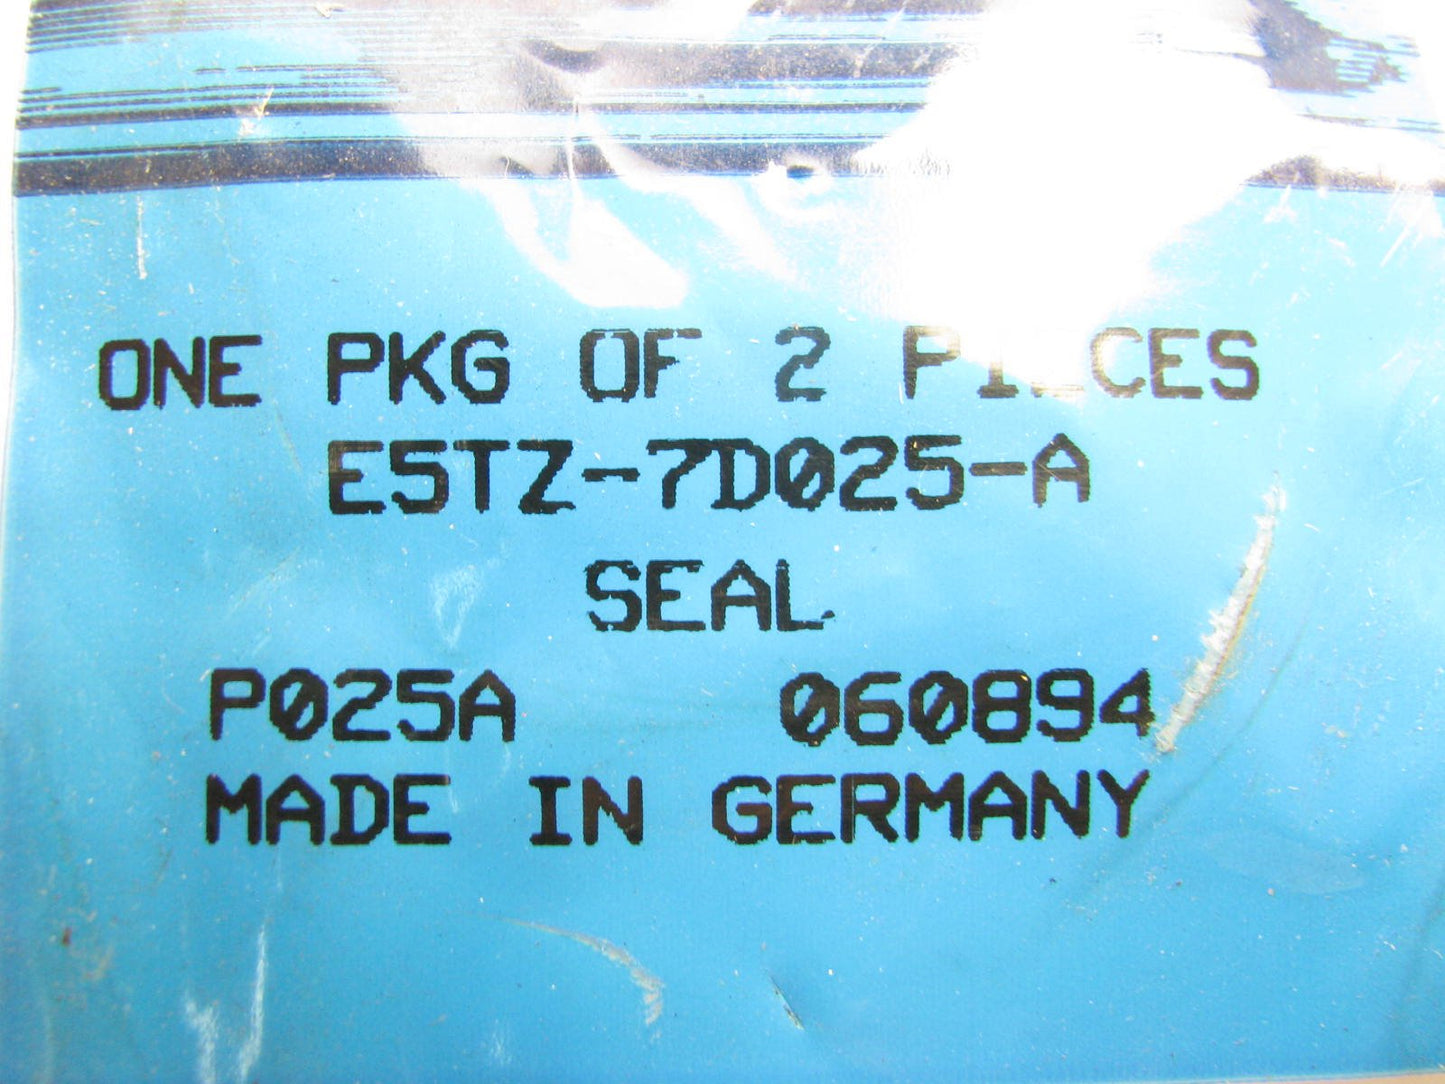 ONE PKG OF 2 PIECES
E5TZ-7D025-A
SEAL
P025A 060894
MADE IN GERMANY